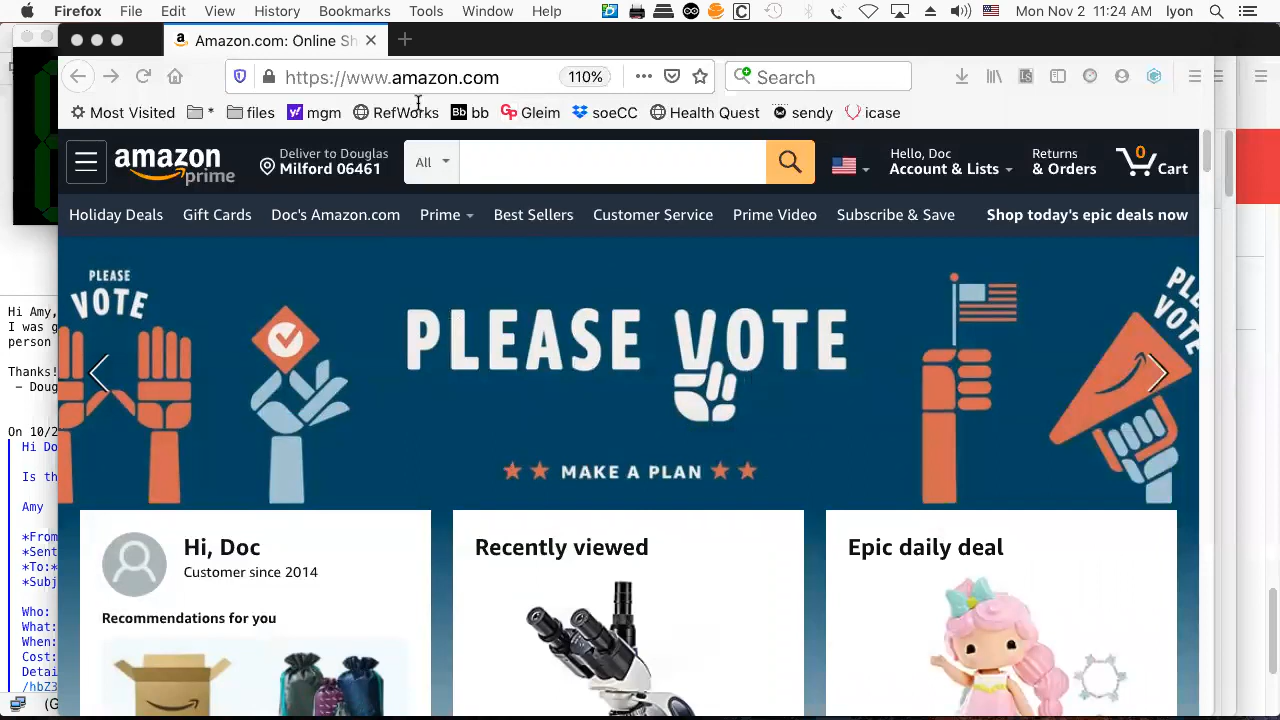 Firefox File Edit View History Bookmarks Tools Window Help Mon Nov 2 11:24 AM lyon
Amazon.com: Online Sh
https://www.amazon.com 110% Search
Most Visited * files mgm RefWorks Bb bb Gp Gleim soeCC Health Quest sendy icase
amazon prime
Deliver to Douglas
Milford 06461
All
Hello, Doc
Account & Lists
Returns
& Orders
0
Cart
Holiday Deals Gift Cards Doc's Amazon.com Prime Best Sellers Customer Service Prime Video Subscribe & Save Shop today's epic deals now
PLEASE
VOTE
PLEASE VOTE
MAKE A PLAN
PLE
VOTE
Hi, Doc
Customer since 2014
Recommendations for you
Recently viewed
Epic daily deal
Hi Amy,
I was g
person
Thanks!
– Doug
On 10/2
Hi Do
Is th
Amy
*From
*Sent
*To:*
*Subj
Who:
What:
When:
Cost:
Detai
/hbZ3
(G